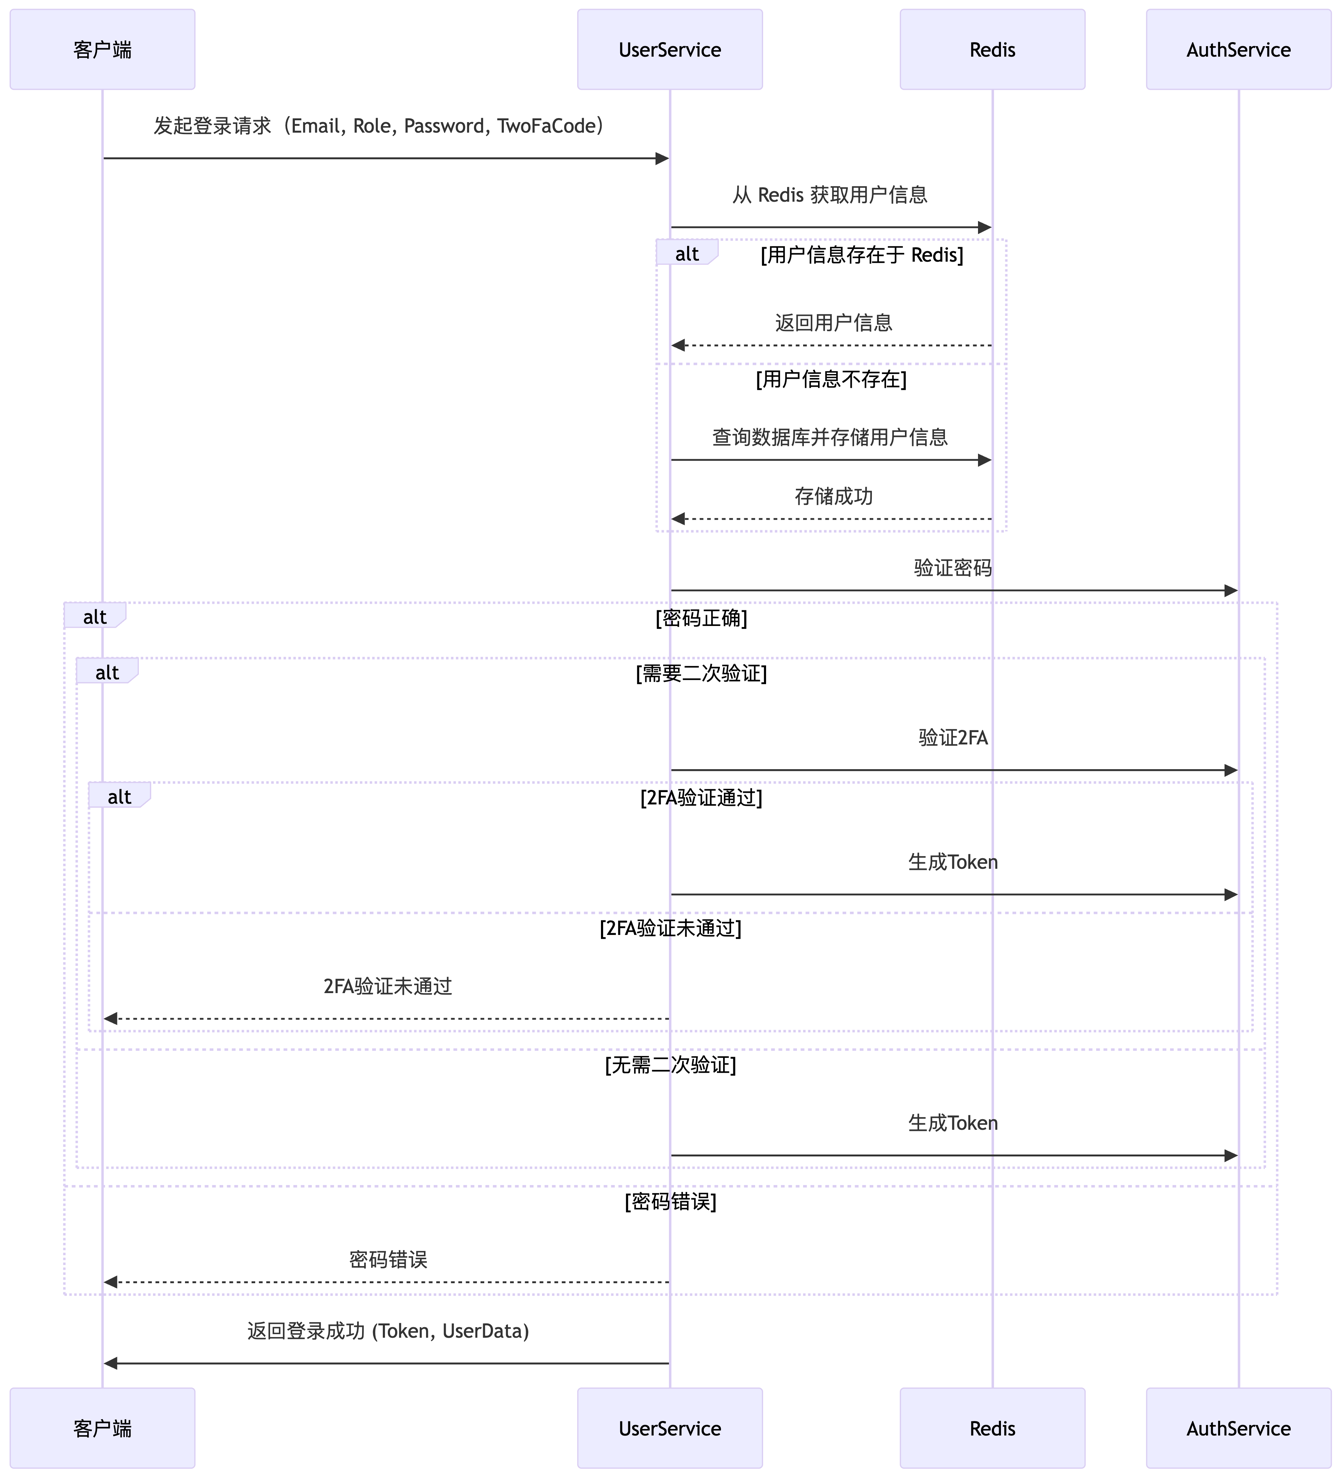 客户端
UserService
Redis
AuthService
发起登录请求（Email, Role, Password, TwoFaCode）
从 Redis 获取用户信息
alt
[用户信息存在于 Redis]
返回用户信息
[用户信息不存在]
查询数据库并存储用户信息
存储成功
验证密码
alt
[密码正确]
alt
[需要二次验证]
验证2FA
alt
[2FA验证通过]
生成Token
[2FA验证未通过]
2FA验证未通过
[无需二次验证]
生成Token
[密码错误]
密码错误
返回登录成功 (Token, UserData)
客户端
UserService
Redis
AuthService